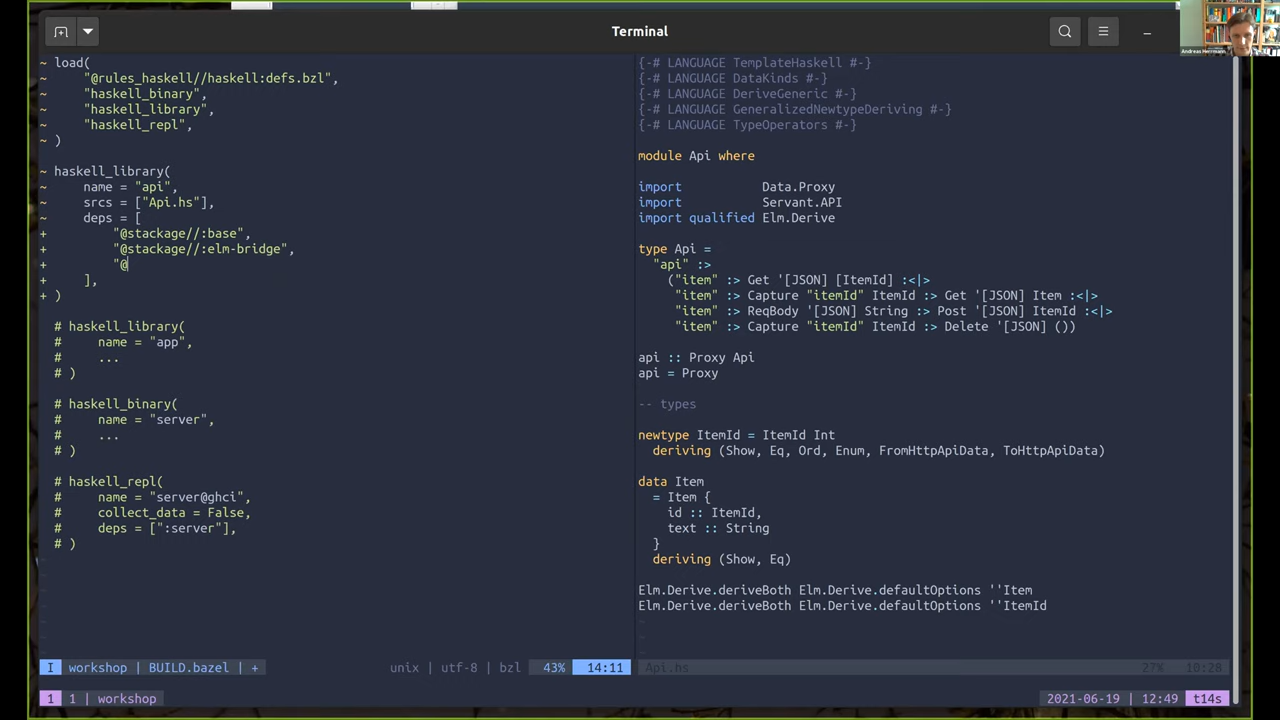 Terminal
Andreas Herrmann
~ load(
~ "@rules_haskell//haskell:defs.bzl",
~ "haskell_binary",
~ "haskell_library",
~ "haskell_repl",
~ )
haskell_library(
~ name = "api",
~ srcs = ["Api.hs"],
~ deps = [
+ "@stackage//:base",
+ "@stackage//:elm-bridge",
+ "@
+ ],
+ )
# haskell_library(
# name = "app",
# ...
# )
# haskell_binary(
# name = "server",
# ...
# )
# haskell_repl(
# name = "server@ghci",
# collect_data = False,
# deps = [":server"],
# )
I workshop | BUILD.bazel | + unix | utf-8 | bzl 43% 14:11
{-# LANGUAGE TemplateHaskell #-}
{-# LANGUAGE DataKinds #-}
{-# LANGUAGE DeriveGeneric #-}
{-# LANGUAGE GeneralizedNewtypeDeriving #-}
{-# LANGUAGE TypeOperators #-}
module Api where
import Data.Proxy
import Servant.API
import qualified Elm.Derive
type Api =
"api" :>
("item" :> Get '[JSON] [ItemId] :<|>
"item" :> Capture "itemId" ItemId :> Get '[JSON] Item :<|>
"item" :> ReqBody '[JSON] String :> Post '[JSON] ItemId :<|>
"item" :> Capture "itemId" ItemId :> Delete '[JSON] ())
api :: Proxy Api
api = Proxy
-- types
newtype ItemId = ItemId Int
deriving (Show, Eq, Ord, Enum, FromHttpApiData, ToHttpApiData)
data Item
= Item {
id :: ItemId,
text :: String
}
deriving (Show, Eq)
Elm.Derive.deriveBoth Elm.Derive.defaultOptions ''Item
Elm.Derive.deriveBoth Elm.Derive.defaultOptions ''ItemId
Api.hs 27% 10:28
1 1 | workshop 2021-06-19 | 12:49 t14s